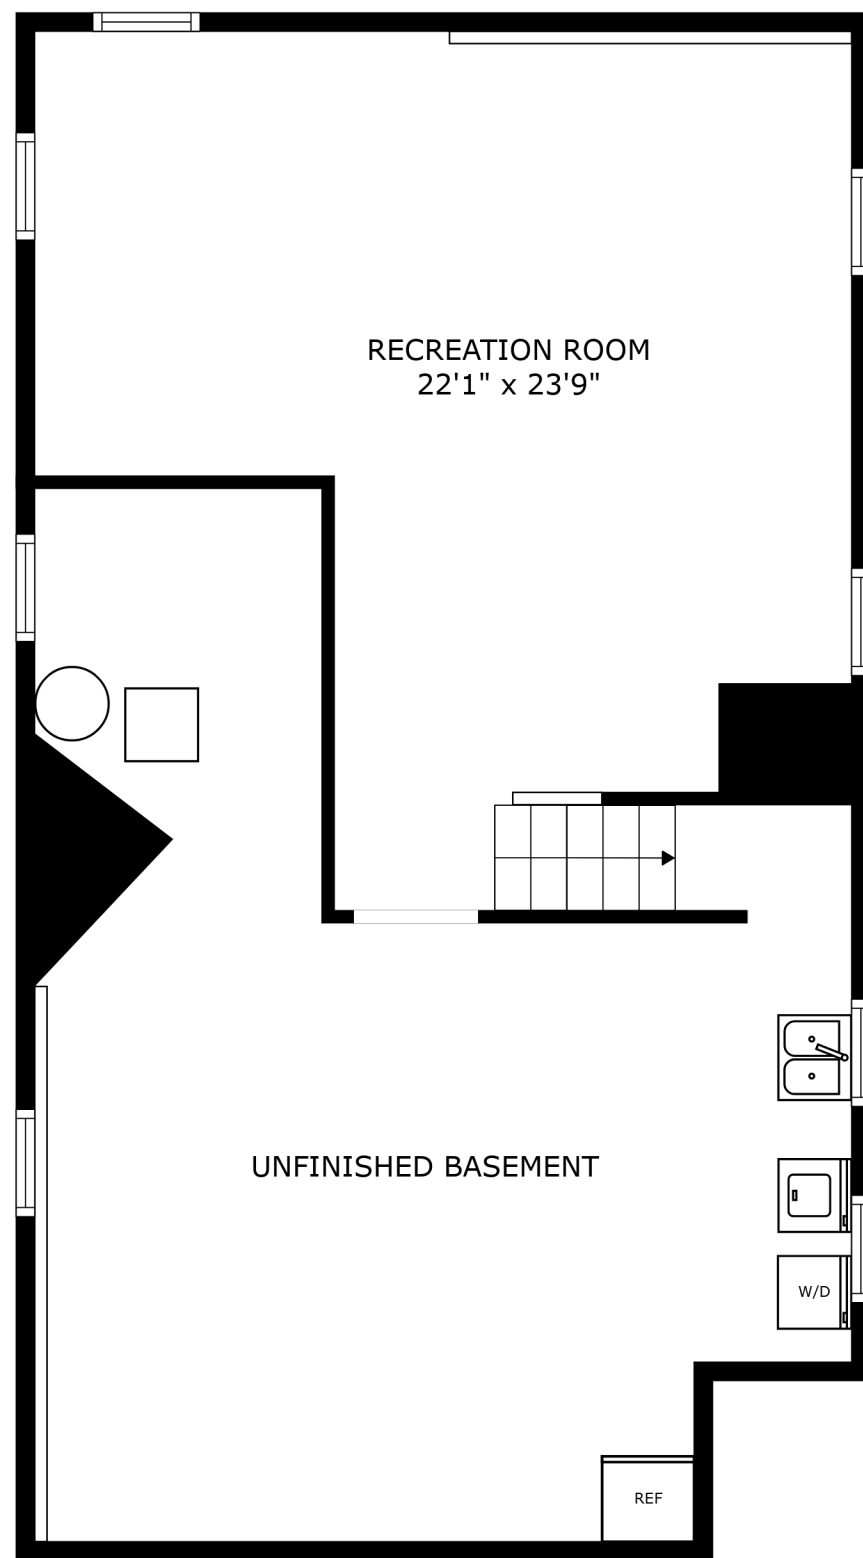 RECREATION ROOM
22'1" x 23'9"
UNFINISHED BASEMENT
W/D
REF